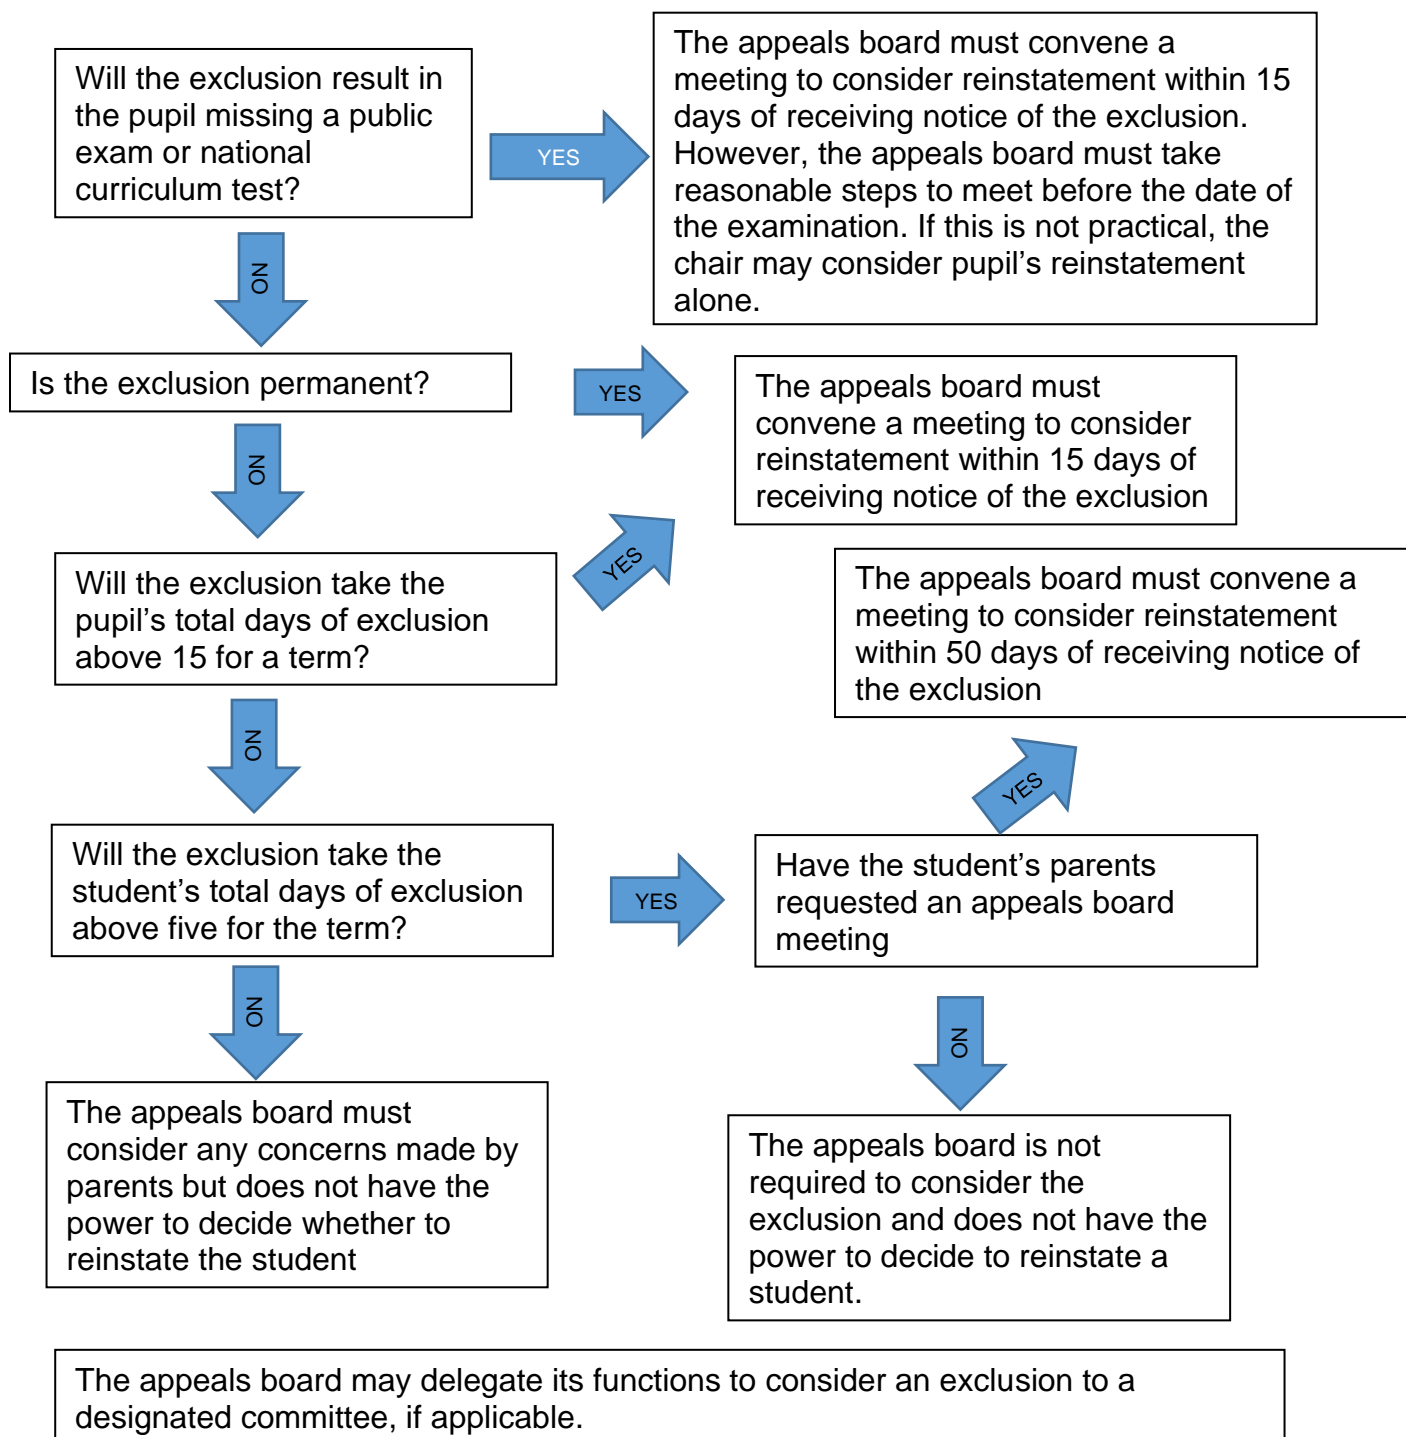 Will the exclusion result in
the pupil missing a public
exam or national
curriculum test?
YES
The appeals board must convene a
meeting to consider reinstatement within 15
days of receiving notice of the exclusion.
However, the appeals board must take
reasonable steps to meet before the date of
the examination. If this is not practical, the
chair may consider pupil’s reinstatement
alone.
NO
Is the exclusion permanent?
YES
The appeals board must
convene a meeting to consider
reinstatement within 15 days of
receiving notice of the exclusion
NO
Will the exclusion take the
pupil’s total days of exclusion
above 15 for a term?
YES
The appeals board must convene a
meeting to consider reinstatement
within 50 days of receiving notice of
the exclusion
NO
Will the exclusion take the
student’s total days of exclusion
above five for the term?
YES
Have the student’s parents
requested an appeals board
meeting
YES
NO
The appeals board must
consider any concerns made by
parents but does not have the
power to decide whether to
reinstate the student
NO
The appeals board is not
required to consider the
exclusion and does not have the
power to decide to reinstate a
student.
The appeals board may delegate its functions to consider an exclusion to a
designated committee, if applicable.